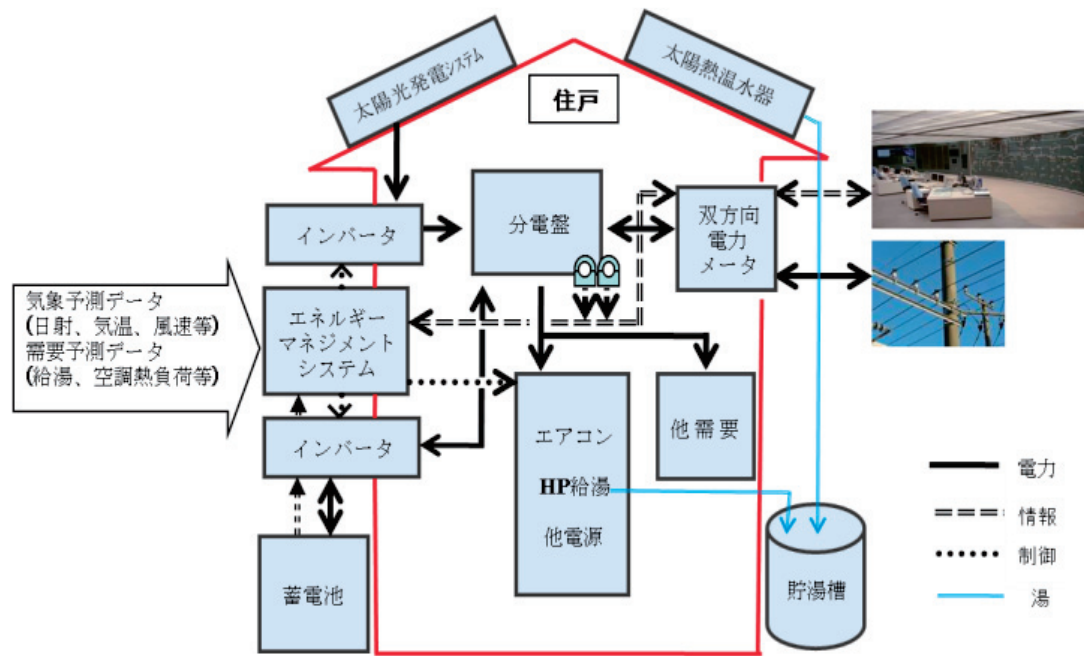 太陽光発電システム
太陽熱温水器
住戸
インバータ
分電盤
双方向
電力
メータ
気象予測データ
(日射、気温、風速等)
需要予測データ
(給湯、空調熱負荷等)
エネルギー
マネジメント
システム
インバータ
エアコン
HP給湯
他電源
他需要
蓄電池
貯湯槽
電力
情報
制御
湯